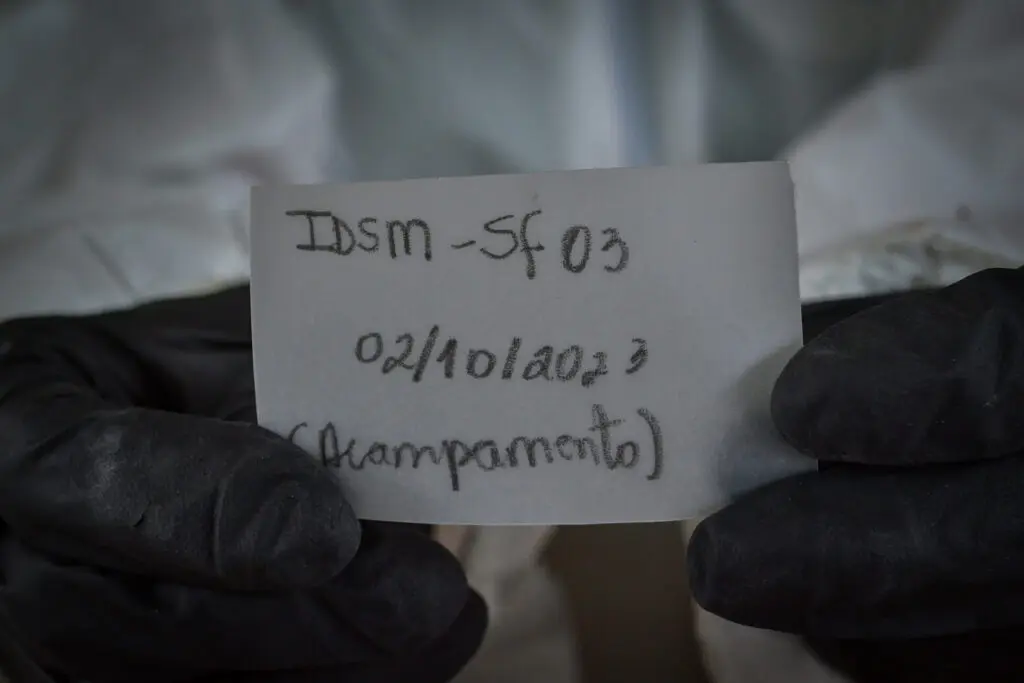 IDSM - Sf 03
02/10/2023
(Acampamento)